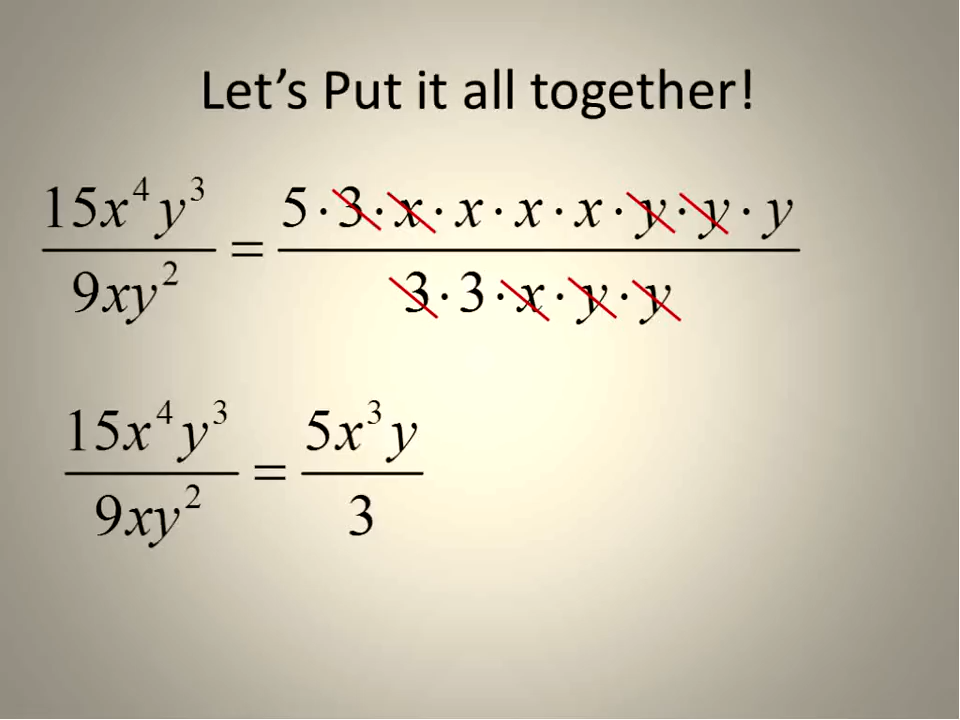 Let's Put it all together!
15x⁴y³ / 9xy² = 5·3·x·x·x·x·y·y·y / 3·3·x·y·y
15x⁴y³ / 9xy² = 5x³y / 3